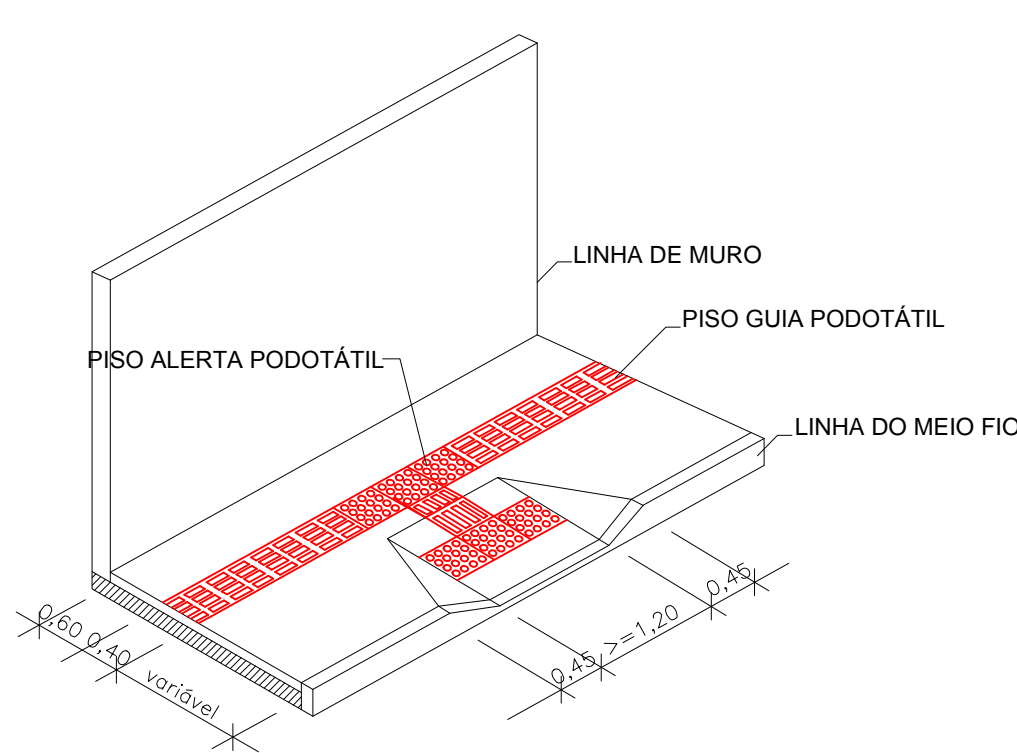 LINHA DE MURO
PISO GUIA PODOTÁTIL
PISO ALERTA PODOTÁTIL
LINHA DO MEIO FIO
0,60
0,40
variável
0,45
>=1,20
0,45